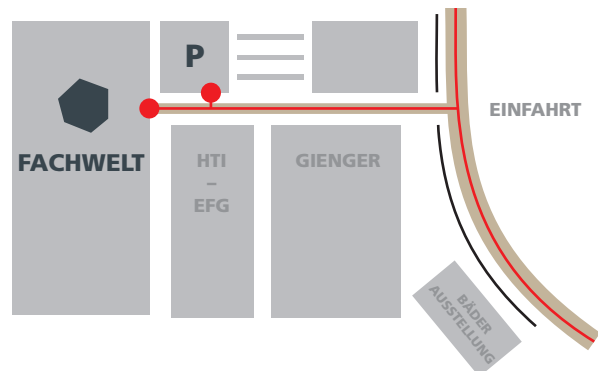 P
EINFAHRT
FACHWELT
HTI
–
EFG
GIENGER
BÄDER
AUSSTELLUNG